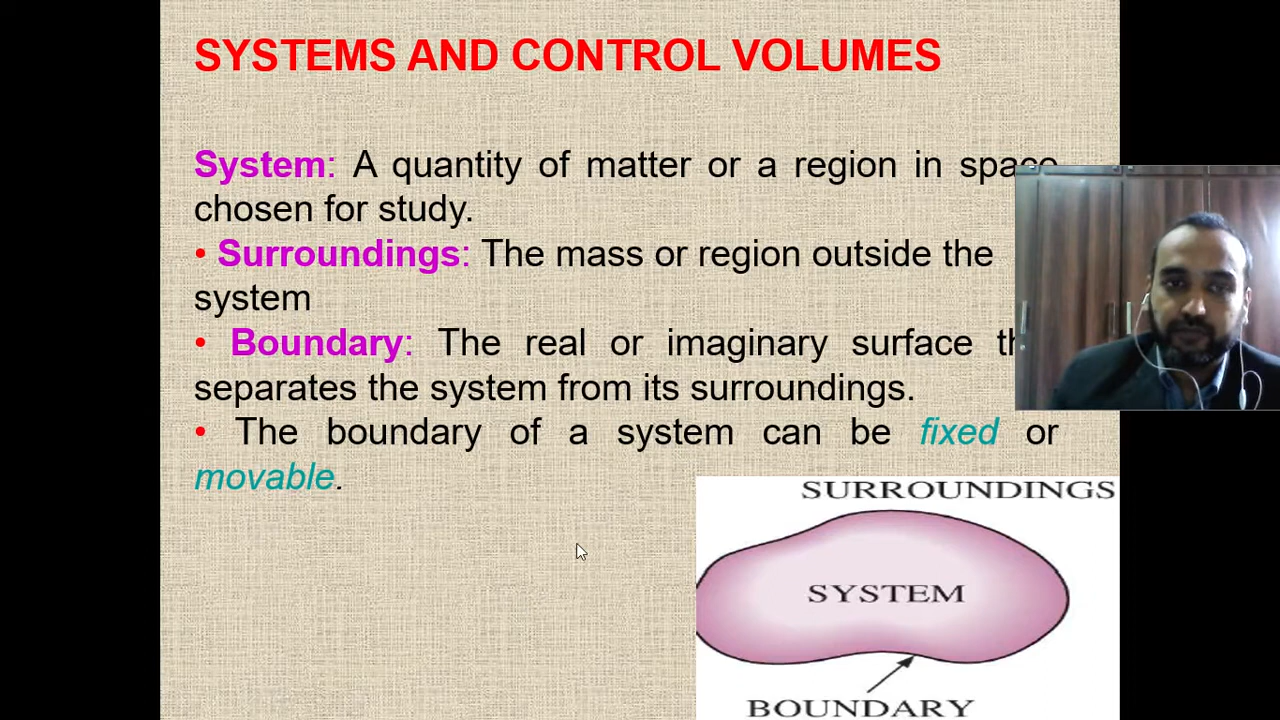 SYSTEMS AND CONTROL VOLUMES
System: A quantity of matter or a region in space
chosen for study.
• Surroundings: The mass or region outside the
system
• Boundary: The real or imaginary surface
separates the system from its surroundings.
• The boundary of a system can be fixed or
movable.
SURROUNDINGS
SYSTEM
BOUNDARY